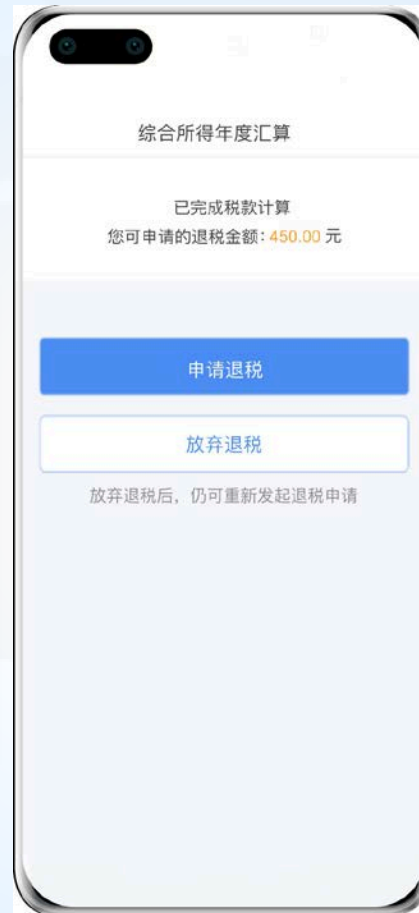 综合所得年度汇算
已完成税款计算
您可申请的退税金额：450.00 元
申请退税
放弃退税
放弃退税后，仍可重新发起退税申请